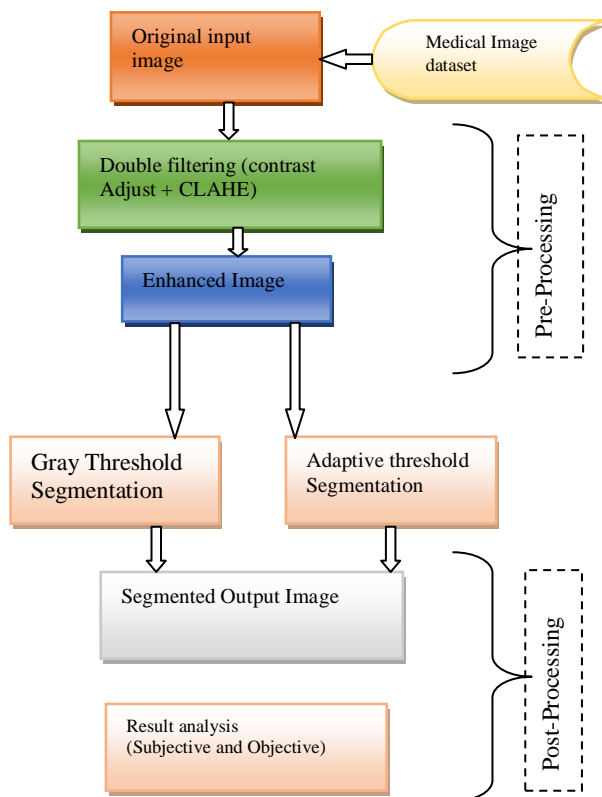 Original input
image
Medical Image
dataset
Double filtering (contrast
Adjust + CLAHE)
Enhanced Image
Pre-Processing
Gray Threshold
Segmentation
Adaptive threshold
Segmentation
Segmented Output Image
Result analysis
(Subjective and Objective)
Post-Processing